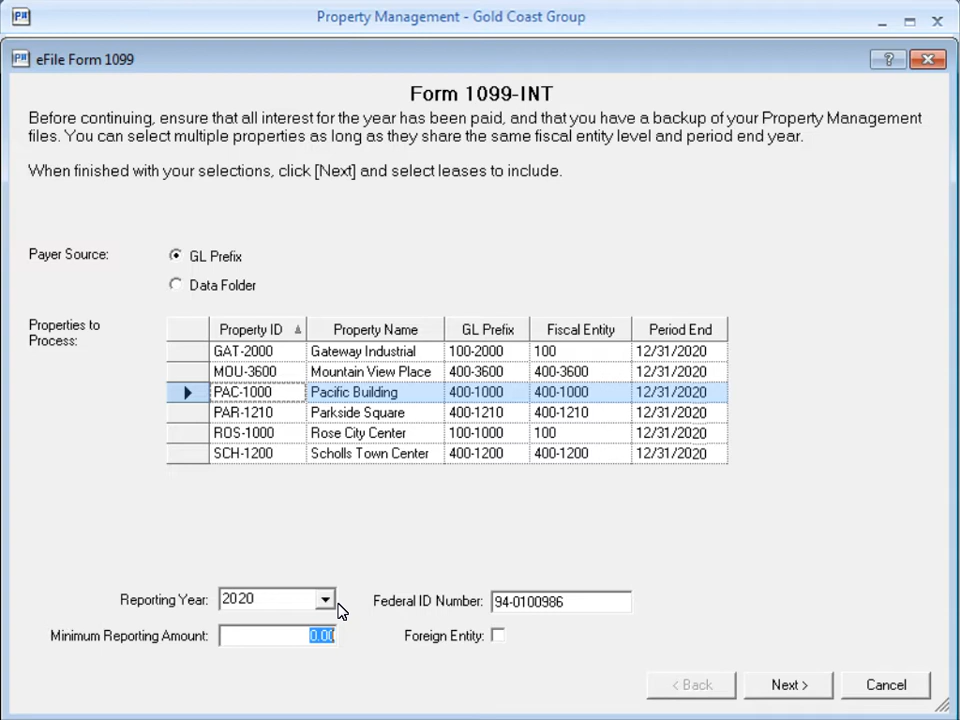 Property Management - Gold Coast Group
eFile Form 1099
Form 1099-INT
Before continuing, ensure that all interest for the year has been paid, and that you have a backup of your Property Management
files. You can select multiple properties as long as they share the same fiscal entity level and period end year.
When finished with your selections, click [Next] and select leases to include.
Payer Source: GL Prefix
Data Folder
Properties to Process:
Property ID Property Name GL Prefix Fiscal Entity Period End
GAT-2000 Gateway Industrial 100-2000 100 12/31/2020
MOU-3600 Mountain View Place 400-3600 400-3600 12/31/2020
PAC-1000 Pacific Building 400-1000 400-1000 12/31/2020
PAR-1210 Parkside Square 400-1210 400-1210 12/31/2020
ROS-1000 Rose City Center 100-1000 100 12/31/2020
SCH-1200 Scholls Town Center 400-1200 400-1200 12/31/2020
Reporting Year: 2020 Federal ID Number: 94-0100986
Minimum Reporting Amount: 0.00 Foreign Entity:
< Back Next > Cancel